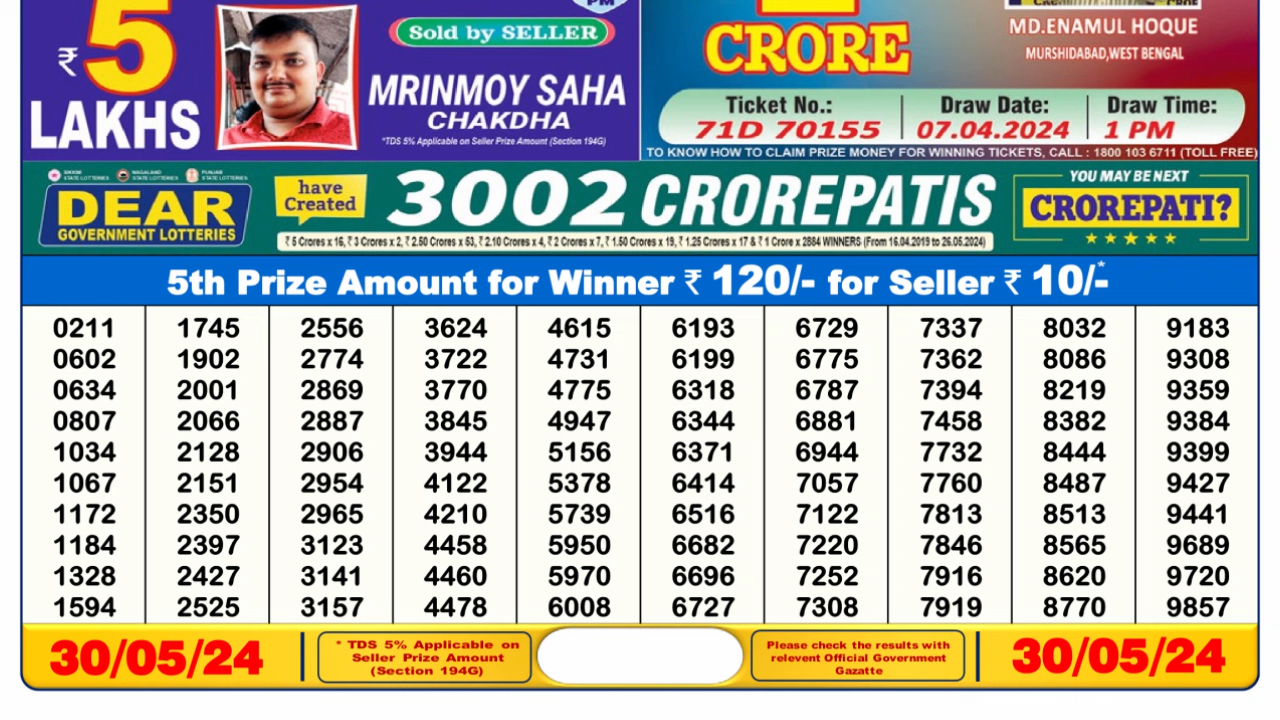 PM
₹ 5
LAKHS
Sold by SELLER
MRINMOY SAHA
CHAKDHA
*TDS 5% Applicable on Seller Prize Amount (Section 194G)
CRORE
MD.ENAMUL HOQUE
MURSHIDABAD,WEST BENGAL
Ticket No.: Draw Date: Draw Time:
71D 70155 07.04.2024 1 PM
TO KNOW HOW TO CLAIM PRIZE MONEY FOR WINNING TICKETS, CALL : 1800 103 6711 (TOLL FREE)
SIKKIM STATE LOTTERIES NAGALAND STATE LOTTERIES PUNJAB STATE LOTTERIES
DEAR
GOVERNMENT LOTTERIES
have
Created
3002 CROREPATIS
₹ 5 Crores x 16, ₹ 3 Crores x 2, ₹ 2.50 Crores x 53, ₹ 2.10 Crores x 4, ₹ 2 Crores x 7, ₹ 1.50 Crores x 19, ₹ 1.25 Crores x 17 & ₹ 1 Crore x 2884 WINNERS (From 16.04.2019 to 26.05.2024)
YOU MAY BE NEXT
CROREPATI?
5th Prize Amount for Winner ₹ 120/- for Seller ₹ 10/-*
0211 1745 2556 3624 4615 6193 6729 7337 8032 9183
0602 1902 2774 3722 4731 6199 6775 7362 8086 9308
0634 2001 2869 3770 4775 6318 6787 7394 8219 9359
0807 2066 2887 3845 4947 6344 6881 7458 8382 9384
1034 2128 2906 3944 5156 6371 6944 7732 8444 9399
1067 2151 2954 4122 5378 6414 7057 7760 8487 9427
1172 2350 2965 4210 5739 6516 7122 7813 8513 9441
1184 2397 3123 4458 5950 6682 7220 7846 8565 9689
1328 2427 3141 4460 5970 6696 7252 7916 8620 9720
1594 2525 3157 4478 6008 6727 7308 7919 8770 9857
30/05/24
* TDS 5% Applicable on
Seller Prize Amount
(Section 194G)
Please check the results with
relevent Official Government
Gazatte
30/05/24